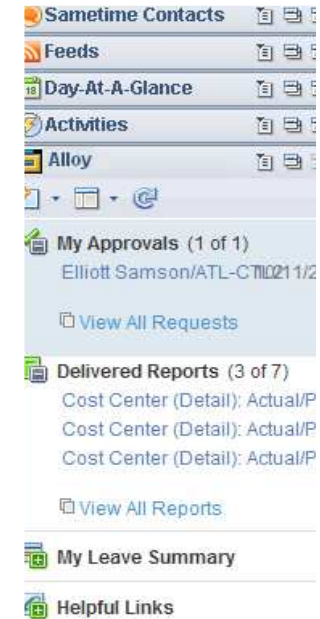 Sametime Contacts
Feeds
Day-At-A-Glance
18
Activities
Alloy
My Approvals (1 of 1)
Elliott Samson/ATL-
View All Requests
Delivered Reports (3 of 7)
Cost Center (Detail): Actual/P
Cost Center (Detail): Actual/P
Cost Center (Detail): Actual/P
View All Reports
My Leave Summary
Helpful Links